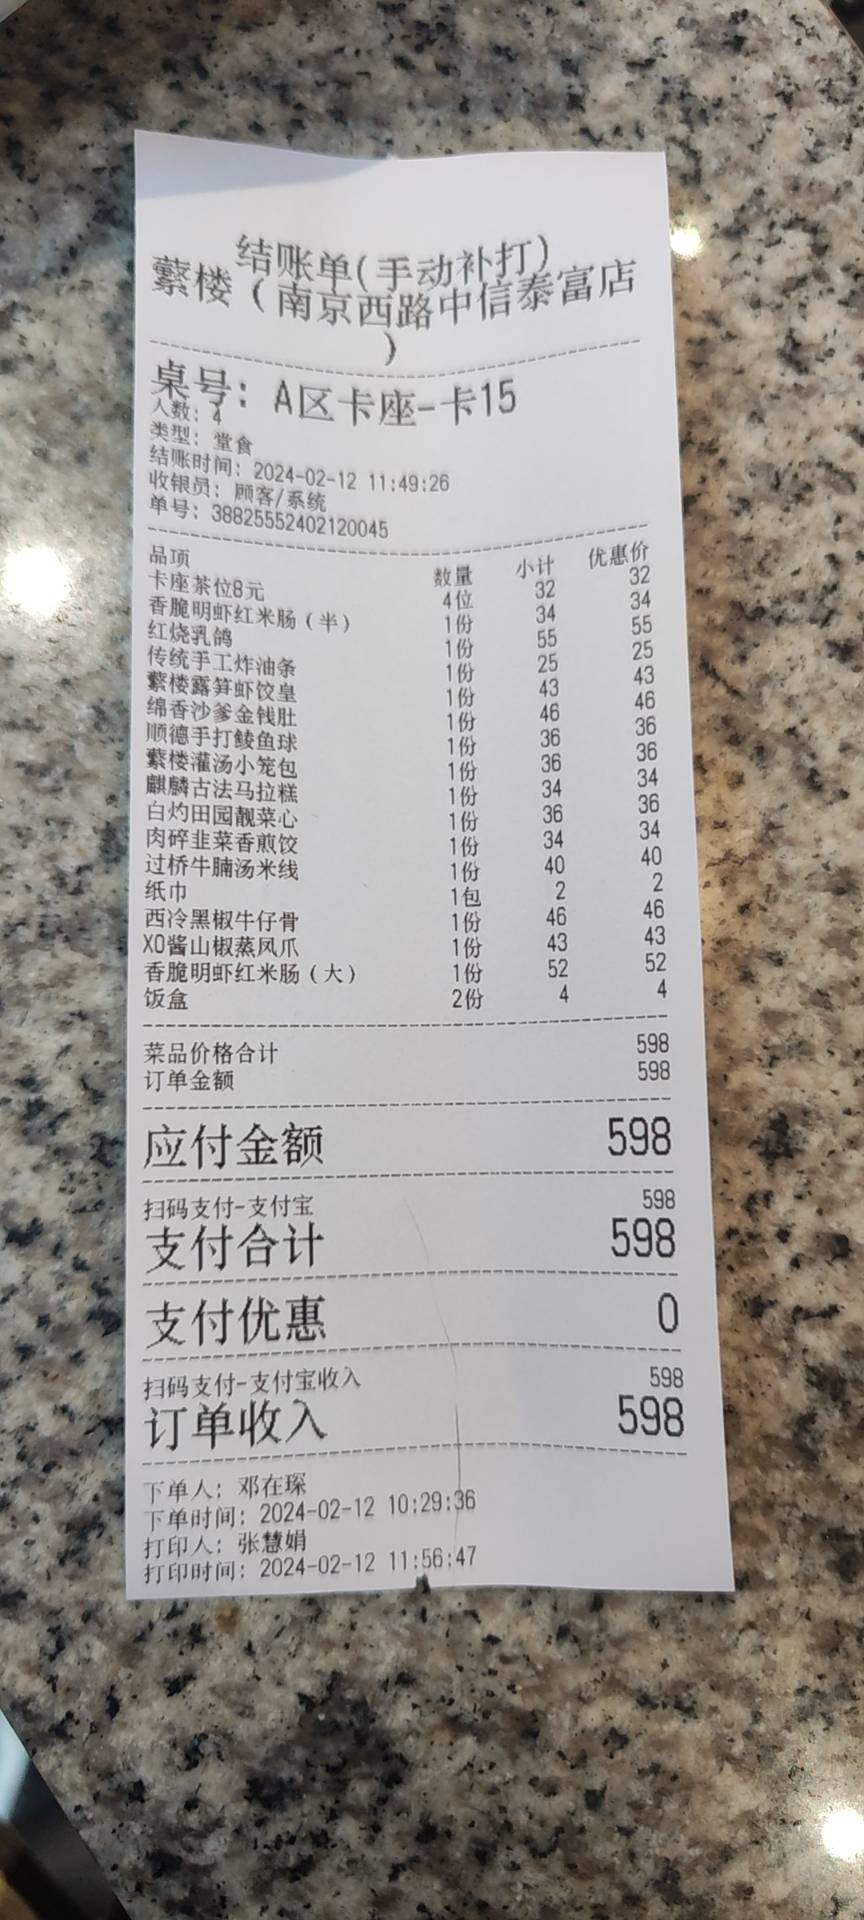 结账单(手动补打)
蘩楼（南京西路中信泰富店
）
桌号: A区卡座-卡15
人数: 4
类型: 堂食
结账时间: 2024-02-12 11:49:26
收银员: 顾客/系统
单号: 38825552402120045
品项 数量 小计 优惠价
卡座茶位8元 4位 32 32
香脆明虾红米肠（半） 1份 34 34
红烧乳鸽 1份 55 55
传统手工炸油条 1份 25 25
蘩楼露笋虾饺皇 1份 43 43
绵香沙爹金钱肚 1份 46 46
顺德手打鲮鱼球 1份 36 36
蘩楼灌汤小笼包 1份 36 36
麒麟古法马拉糕 1份 34 34
白灼田园靓菜心 1份 36 36
肉碎韭菜香煎饺 1份 34 34
过桥牛腩汤米线 1份 40 40
纸巾 1包 2 2
西冷黑椒牛仔骨 1份 46 46
XO酱山椒蒸凤爪 1份 43 43
香脆明虾红米肠（大） 1份 52 52
饭盒 2份 4 4
菜品价格合计 598
订单金额 598
应付金额 598
扫码支付-支付宝 598
支付合计 598
支付优惠 0
扫码支付-支付宝收入 598
订单收入 598
下单人: 邓在琛
下单时间: 2024-02-12 10:29:36
打印人: 张慧娟
打印时间: 2024-02-12 11:56:47